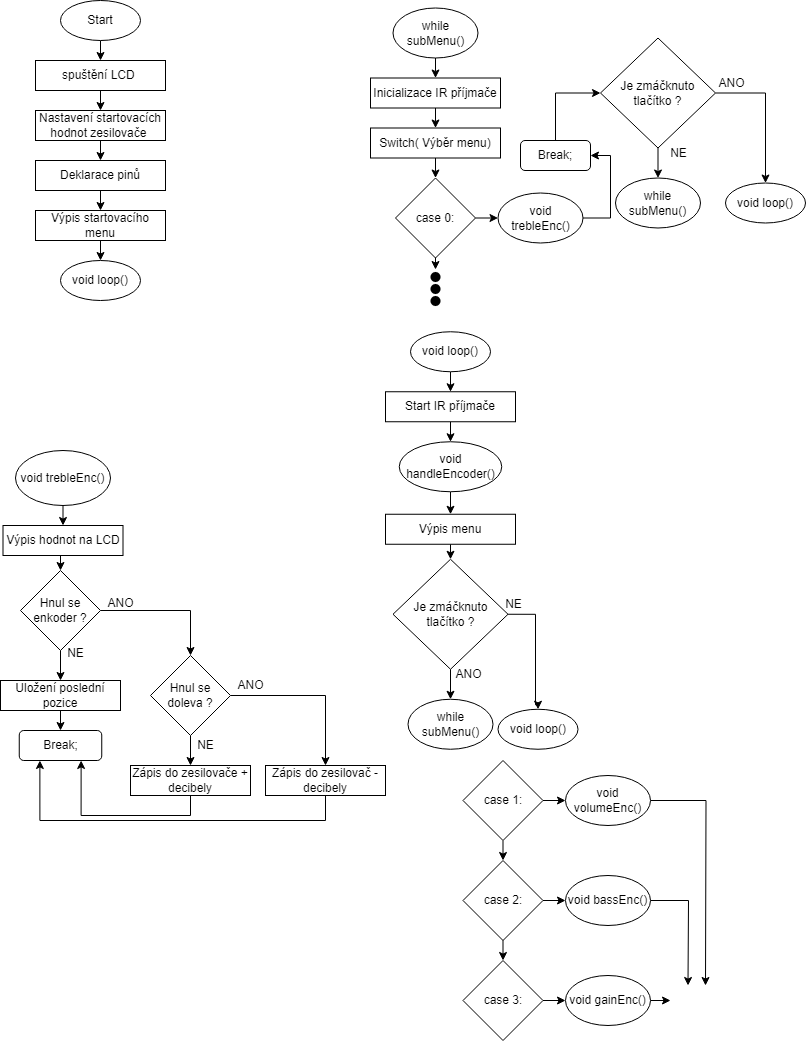 Start
spuštění LCD
Nastavení startovacích
hodnot zesilovače
Deklarace pinů
Výpis startovacího
menu
void loop()
while
subMenu()
Inicializace IR příjmače
Switch( Výběr menu)
case 0:
void
trebleEnc()
Break;
Je zmáčknuto
tlačítko ?
ANO
NE
while
subMenu()
void loop()
void loop()
Start IR příjmače
void
handleEncoder()
Výpis menu
Je zmáčknuto
tlačítko ?
NE
ANO
while
subMenu()
void loop()
void trebleEnc()
Výpis hodnot na LCD
Hnul se
enkoder ?
ANO
NE
Uložení poslední
pozice
Break;
Hnul se
doleva ?
ANO
NE
Zápis do zesilovače +
decibely
Zápis do zesilovač -
decibely
case 1:
void
volumeEnc()
case 2:
void bassEnc()
case 3:
void gainEnc()